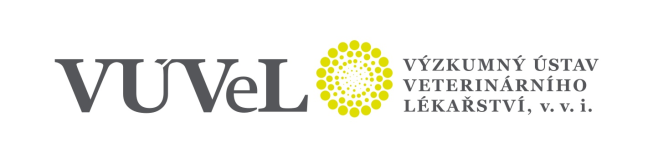 VÚVeL
VÝZKUMNÝ ÚSTAV
VETERINÁRNÍHO
LÉKAŘSTVÍ, v. v. i.